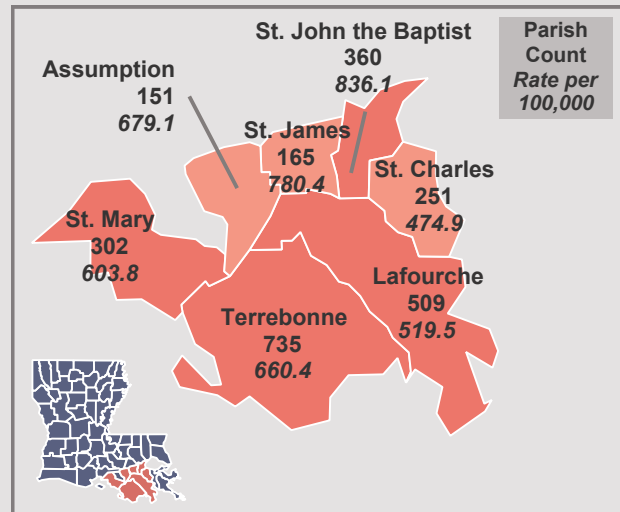 St. John the Baptist
360
836.1
Parish
Count
Rate per
100,000
Assumption
151
679.1
St. James
165
780.4
St. Charles
251
474.9
St. Mary
302
603.8
Lafourche
509
519.5
Terrebonne
735
660.4